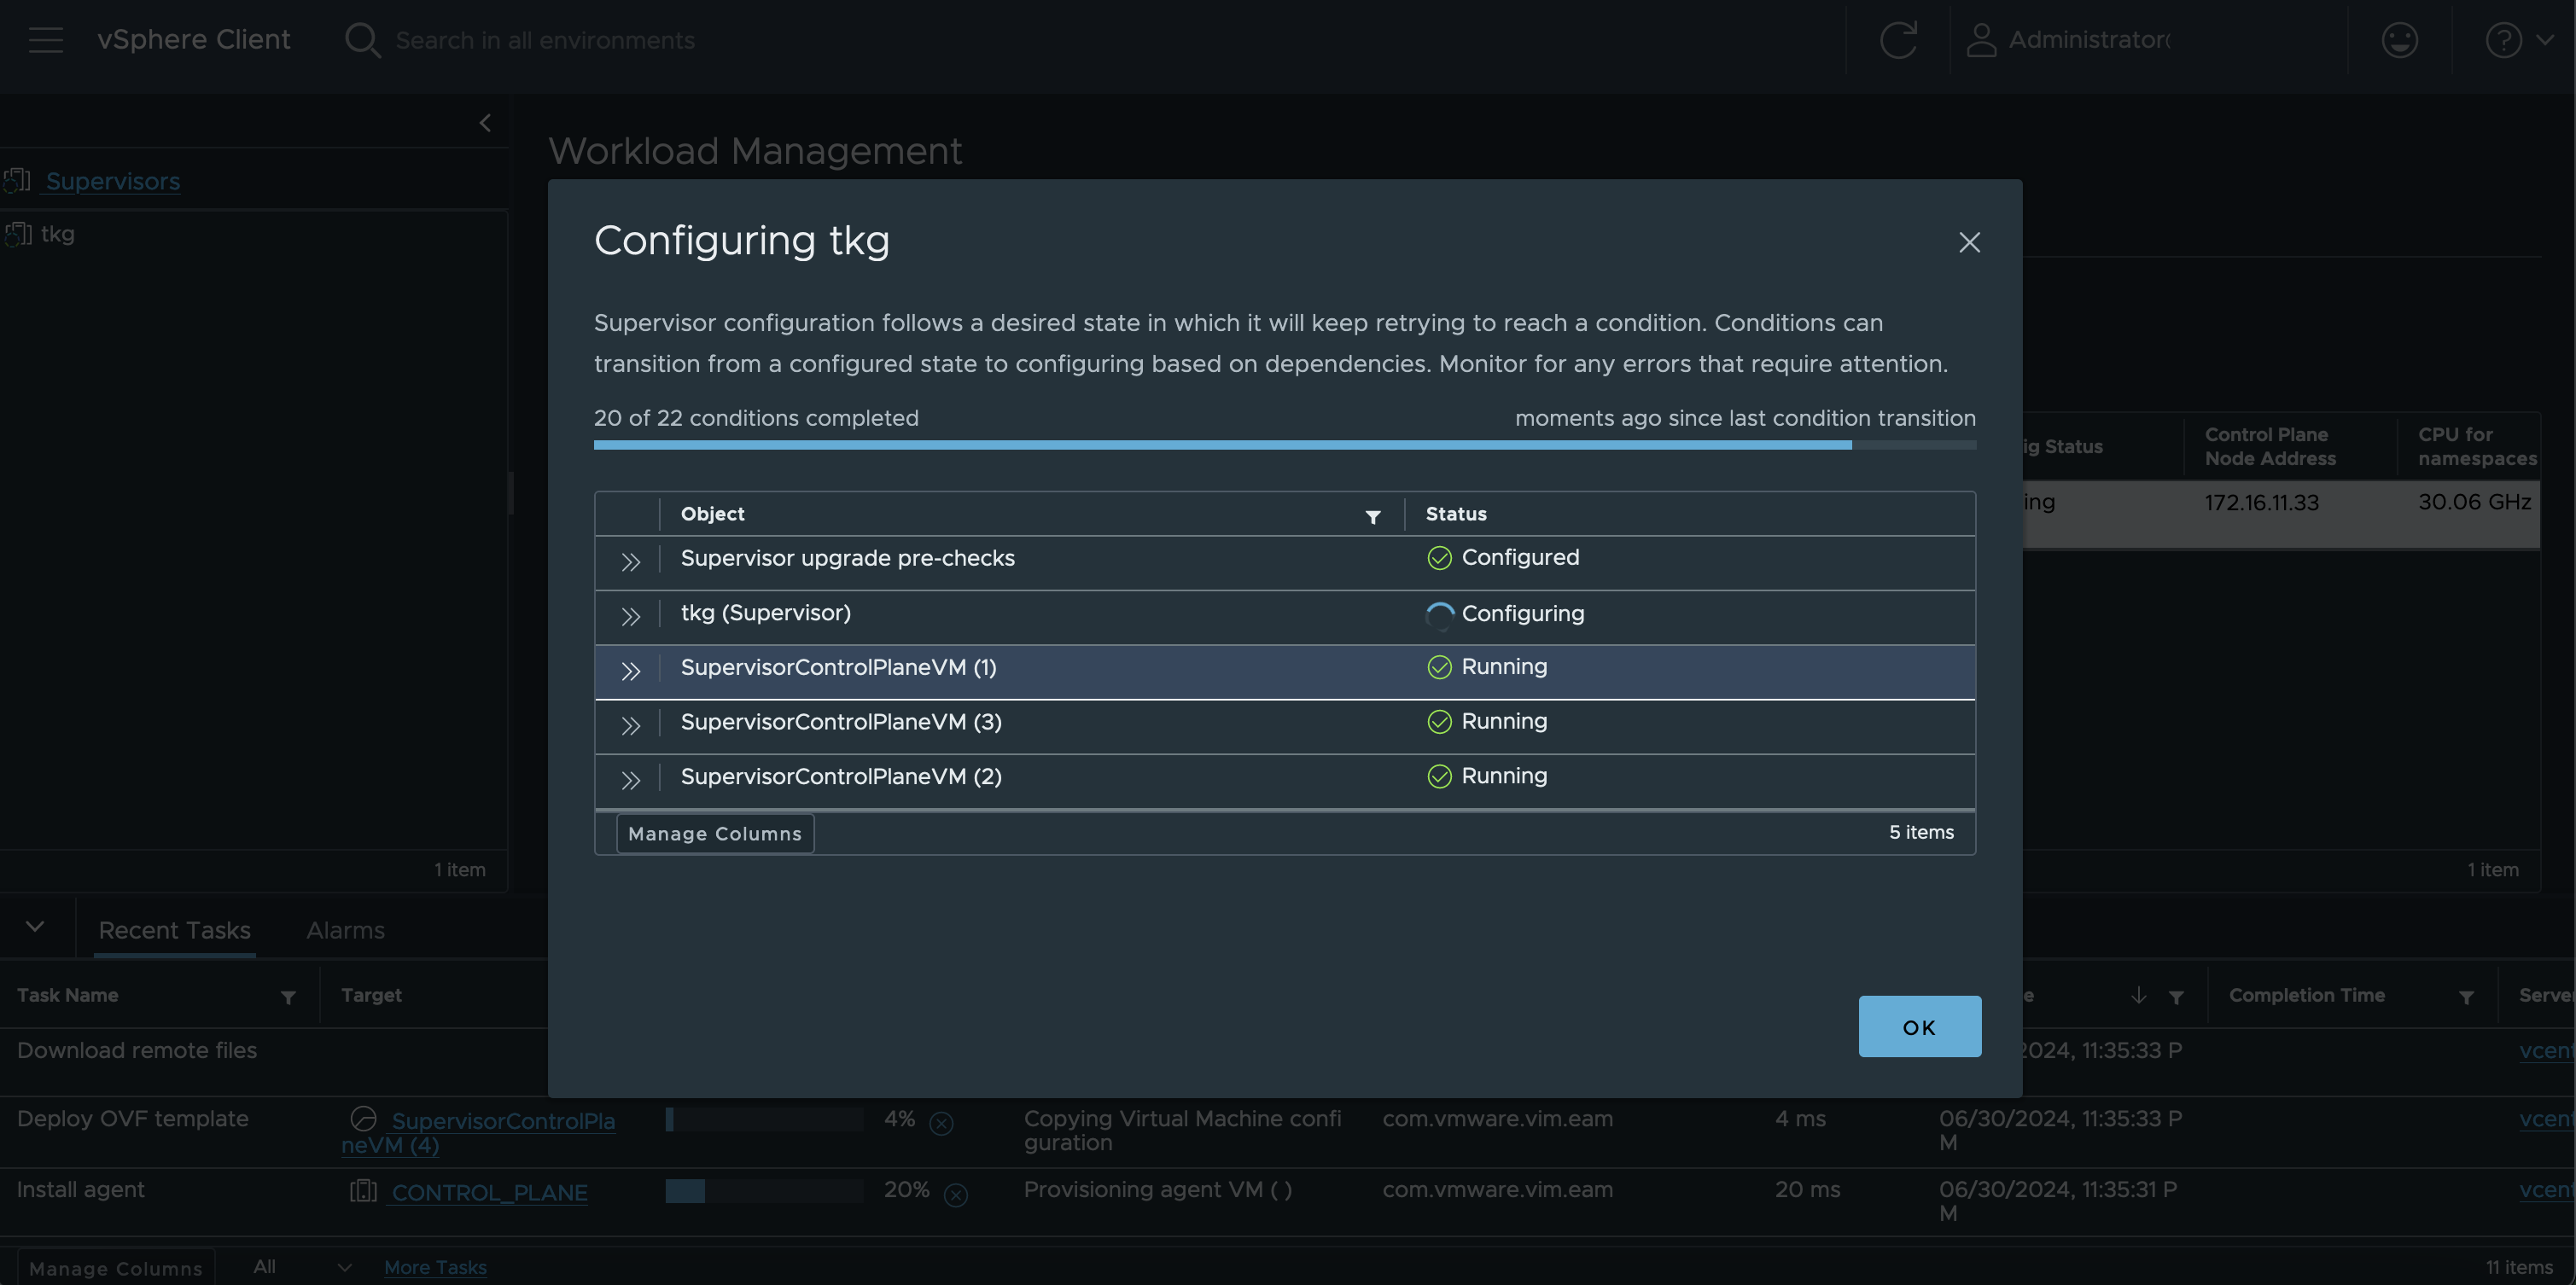 vSphere Client
Search in all environments
Administrator
Supervisors
tkg
1 item
Workload Management
Configuring tkg
Supervisor configuration follows a desired state in which it will keep retrying to reach a condition. Conditions can
transition from a configured state to configuring based on dependencies. Monitor for any errors that require attention.
20 of 22 conditions completed
moments ago since last condition transition
Object
Status
Supervisor upgrade pre-checks
Configured
tkg (Supervisor)
Configuring
SupervisorControlPlaneVM (1)
Running
SupervisorControlPlaneVM (3)
Running
SupervisorControlPlaneVM (2)
Running
Manage Columns
5 items
OK
ig Status
Control Plane
Node Address
CPU for
namespaces
ing
172.16.11.33
30.06 GHz
1 item
Recent Tasks
Alarms
Task Name
Target
e
Completion Time
Server
Download remote files
2024, 11:35:33 P
vcent
Deploy OVF template
SupervisorControlPla
neVM (4)
4%
Copying Virtual Machine confi
guration
com.vmware.vim.eam
4 ms
06/30/2024, 11:35:33 P
M
vcent
Install agent
CONTROL_PLANE
20%
Provisioning agent VM ( )
com.vmware.vim.eam
20 ms
06/30/2024, 11:35:31 P
M
vcent
Manage Columns
All
More Tasks
11 items